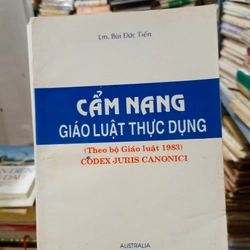 Lm. Bùi Đức Tiến
CẨM NANG
GIÁO LUẬT THỰC DỤNG
(Theo bộ Giáo luật 1983)
CODEX JURIS CANONICI
AUSTRALIA